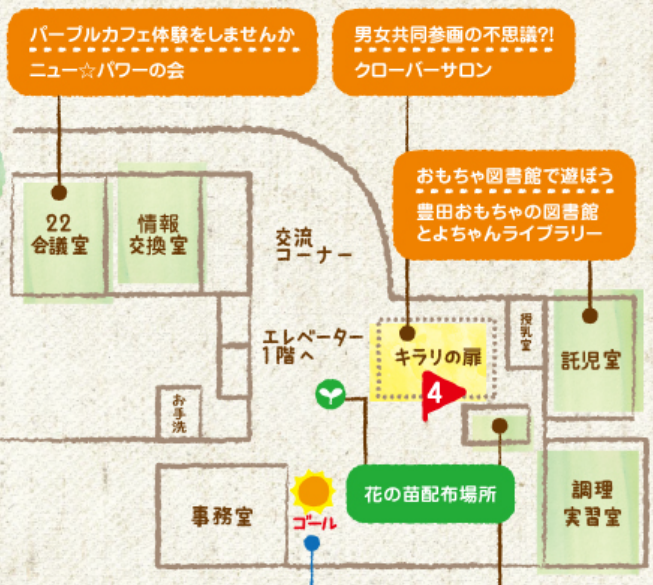 パープルカフェ体験をしませんか
ニュー☆パワーの会
男女共同参画の不思議?!
クローバーサロン
おもちゃ図書館で遊ぼう
豊田おもちゃの図書館
とよちゃんライブラリー
22
会議室
情報
交換室
交流
コーナー
エレベーター
1階へ
キラリの扉
4
授乳室
託児室
お手洗
花の苗配布場所
事務室
ゴール
調理
実習室